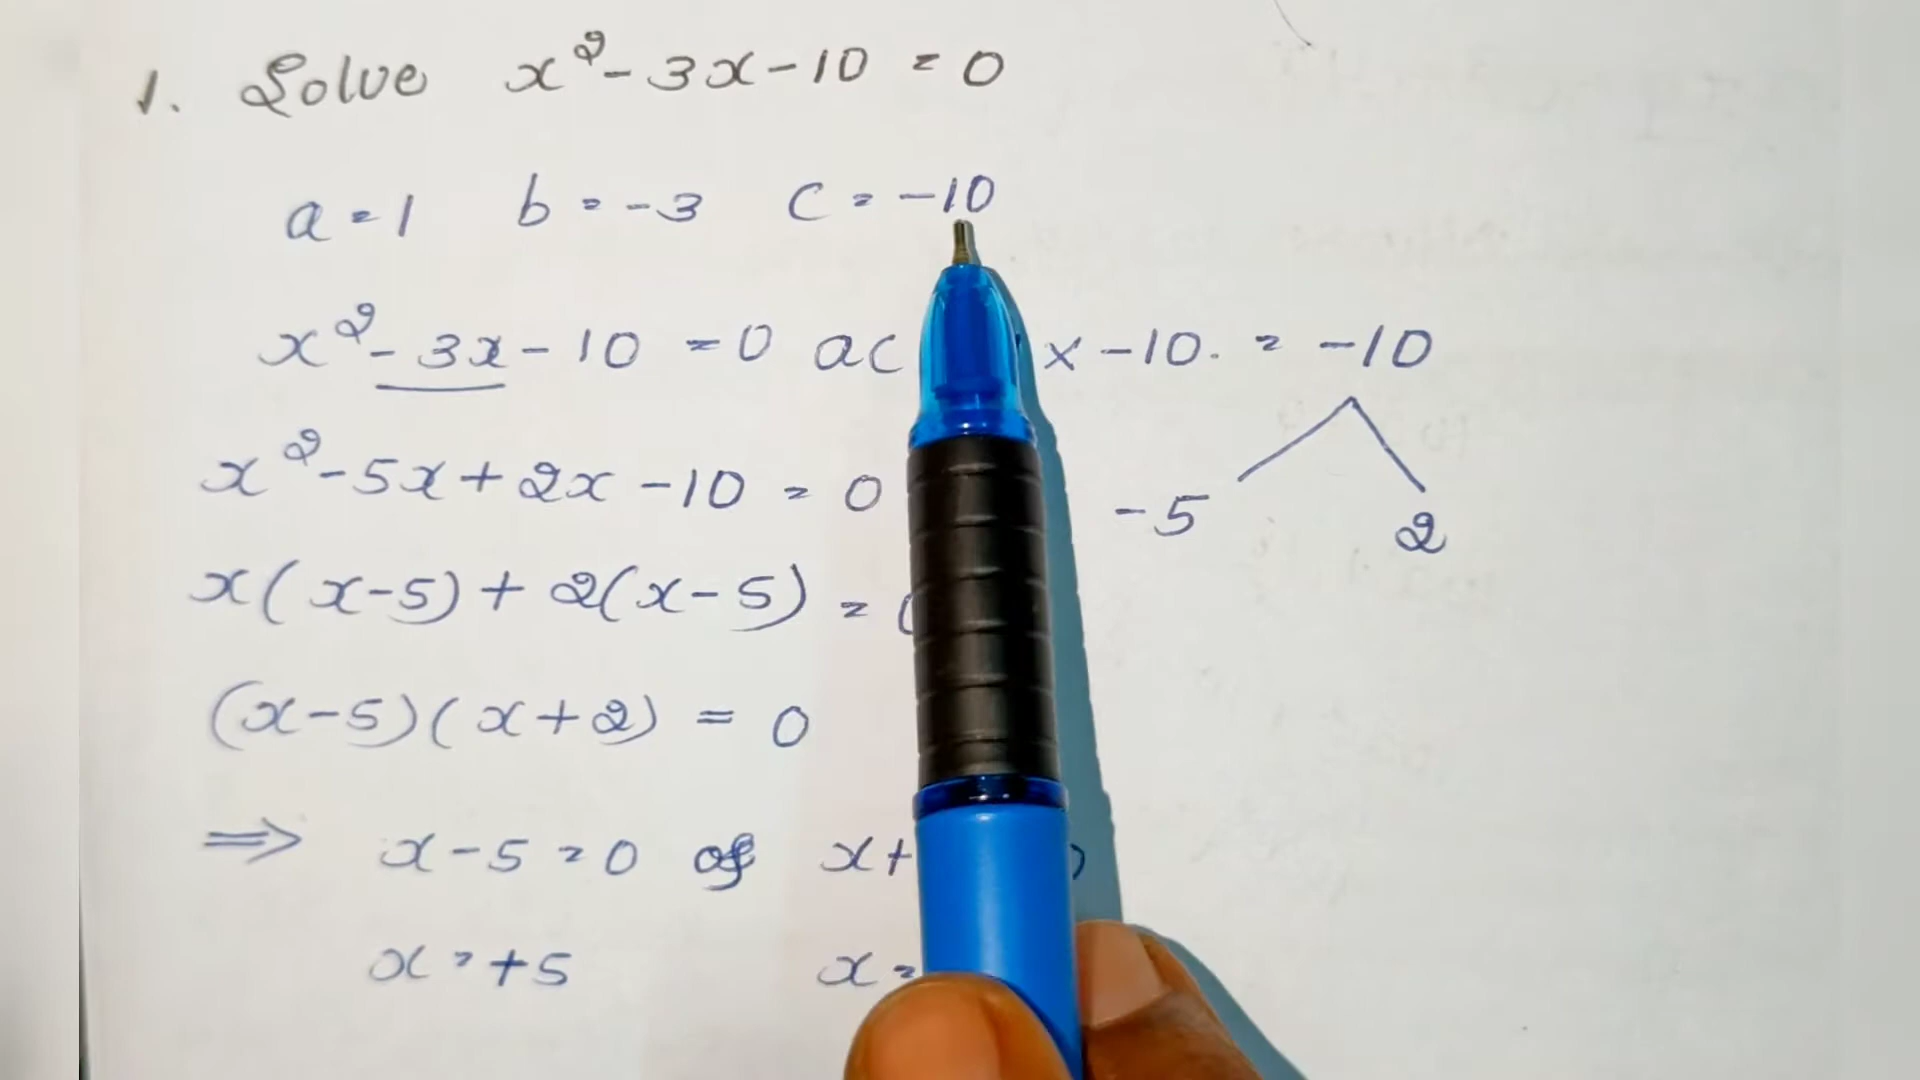 1. Solve x² - 3x - 10 = 0
a = 1 b = -3 c = -10
x² - 3x - 10 = 0 ac x -10. = -10
x² - 5x + 2x - 10 = 0 -5 2
x(x-5) + 2(x-5) =
(x-5)(x+2) = 0
⇒ x-5=0 or x+
x = +5 x =